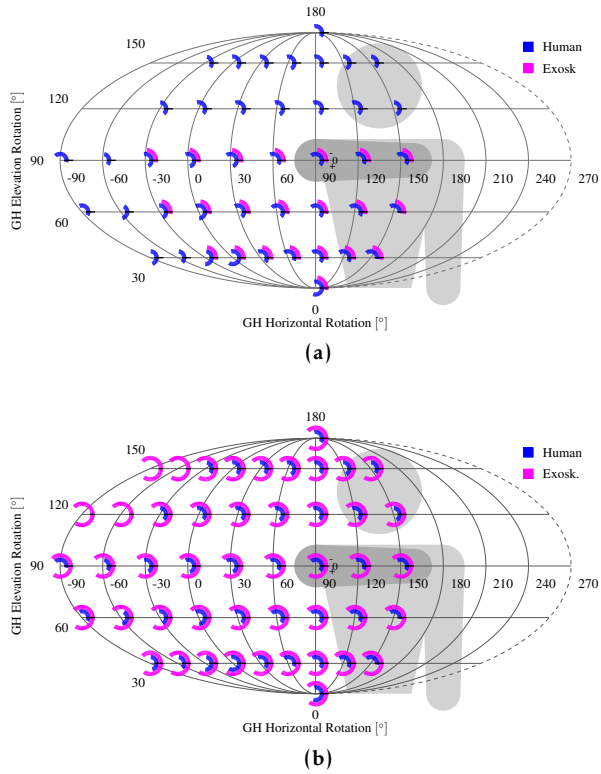 180
150
Human
Exosk
120
GH Elevation Rotation [°]
90
-90 -60 -30 0 30 60 90 120 150 180 210 240 270
-
+ 0
60
30
0
GH Horizontal Rotation [°]
(a)
180
150
Human
Exosk.
120
GH Elevation Rotation [°]
90
-90 -60 -30 0 30 60 90 120 150 180 210 240 270
-
+ 0
60
30
0
GH Horizontal Rotation [°]
(b)